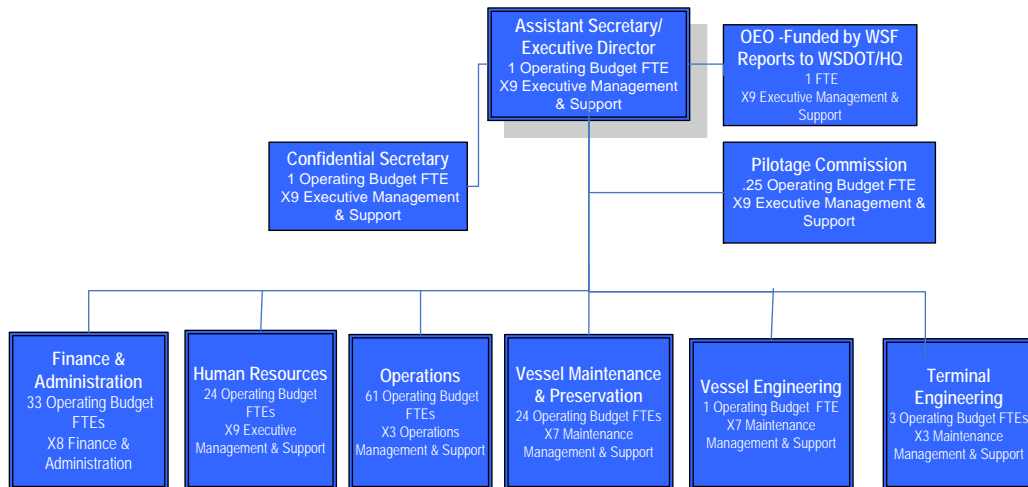 Assistant Secretary/
Executive Director
1 Operating Budget FTE
X9 Executive Management
& Support
OEO -Funded by WSF
Reports to WSDOT/HQ
1 FTE
X9 Executive Management &
Support
Confidential Secretary
1 Operating Budget FTE
X9 Executive Management
& Support
Pilotage Commission
.25 Operating Budget FTE
X9 Executive Management &
Support
Finance &
Administration
33 Operating Budget
FTEs
X8 Finance &
Administration
Human Resources
24 Operating Budget
FTEs
X9 Executive
Management & Support
Operations
61 Operating Budget
FTEs
X3 Operations
Management & Support
Vessel Maintenance
& Preservation
24 Operating Budget FTEs
X7 Maintenance
Management & Support
Vessel Engineering
1 Operating Budget FTE
X7 Maintenance
Management & Support
Terminal
Engineering
3 Operating Budget FTEs
X3 Maintenance
Management & Support